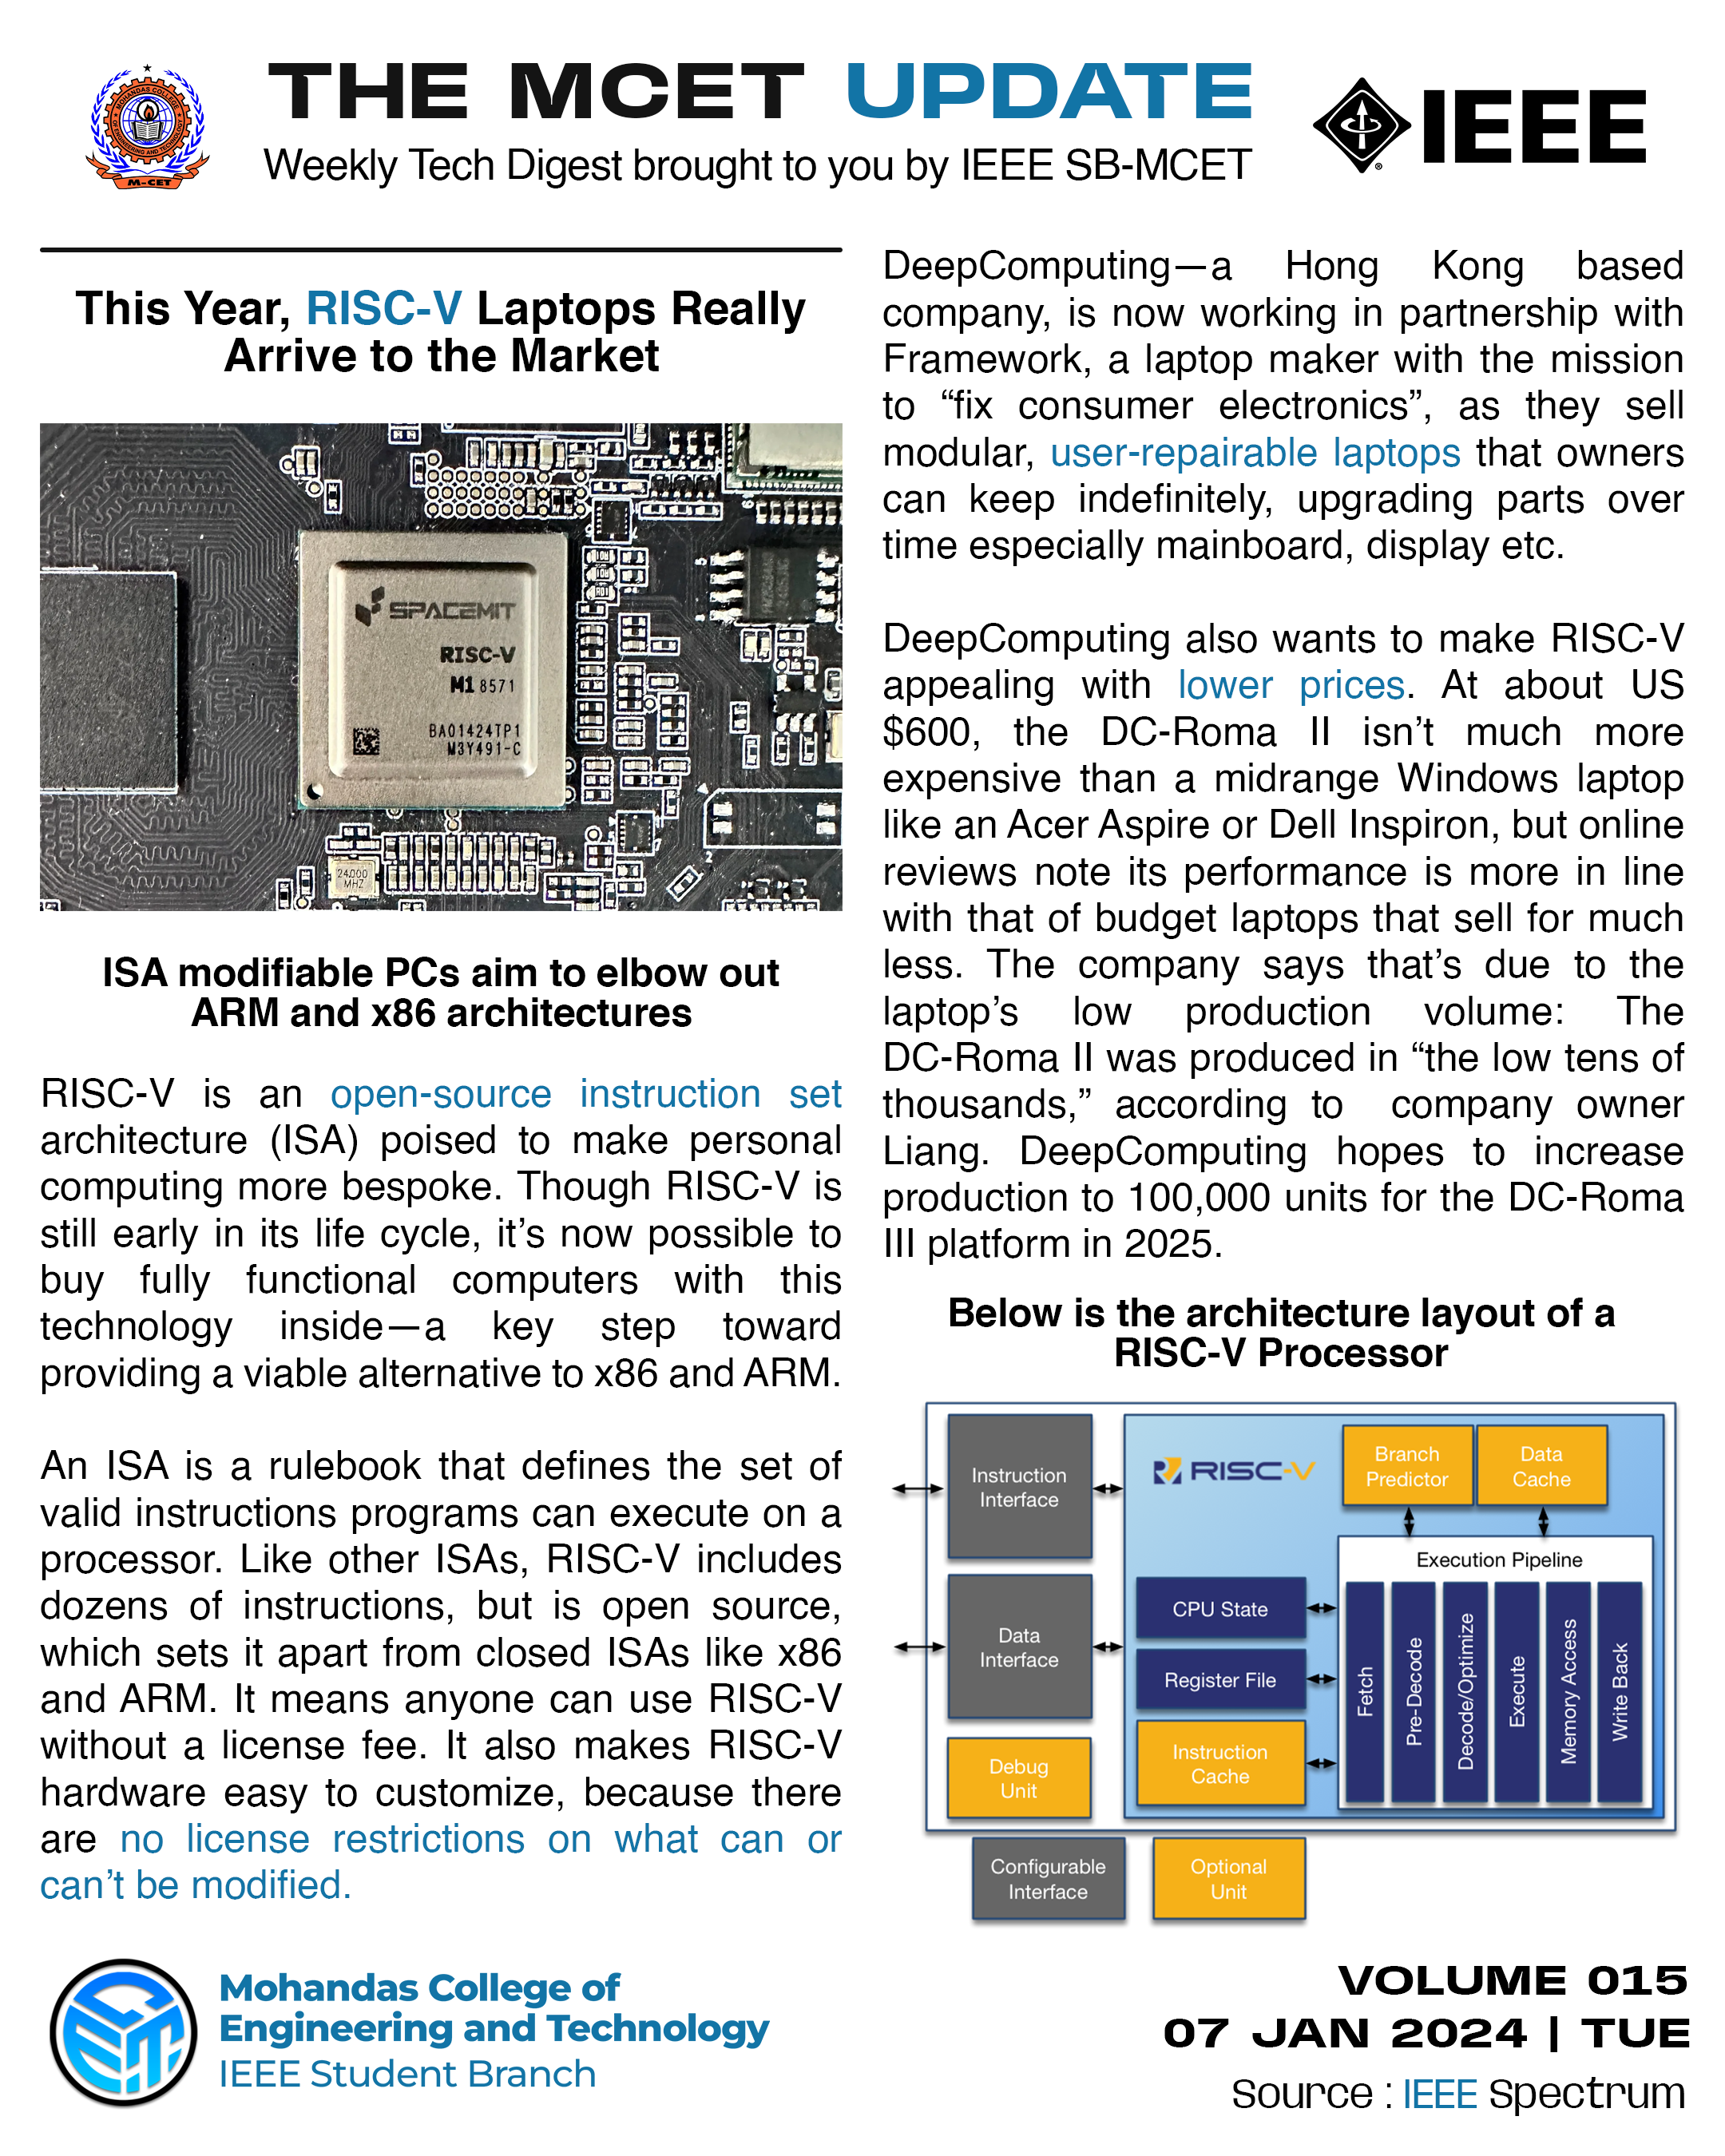 THE MCET UPDATE
Weekly Tech Digest brought to you by IEEE SB-MCET
MOHANDAS COLLEGE
OF ENGINEERING AND TECHNOLOGY
M-CET
IEEE
This Year, RISC-V Laptops Really
Arrive to the Market
SPACEMIT
RISC-V
M1 8571
BA01424TP1
M3Y491-C
24.000
MHZ
ISA modifiable PCs aim to elbow out
ARM and x86 architectures
RISC-V is an open-source instruction set
architecture (ISA) poised to make personal
computing more bespoke. Though RISC-V is
still early in its life cycle, it’s now possible to
buy fully functional computers with this
technology inside—a key step toward
providing a viable alternative to x86 and ARM.
An ISA is a rulebook that defines the set of
valid instructions programs can execute on a
processor. Like other ISAs, RISC-V includes
dozens of instructions, but is open source,
which sets it apart from closed ISAs like x86
and ARM. It means anyone can use RISC-V
without a license fee. It also makes RISC-V
hardware easy to customize, because there
are no license restrictions on what can or
can’t be modified.
DeepComputing—a Hong Kong based
company, is now working in partnership with
Framework, a laptop maker with the mission
to “fix consumer electronics”, as they sell
modular, user-repairable laptops that owners
can keep indefinitely, upgrading parts over
time especially mainboard, display etc.
DeepComputing also wants to make RISC-V
appealing with lower prices. At about US
$600, the DC-Roma II isn’t much more
expensive than a midrange Windows laptop
like an Acer Aspire or Dell Inspiron, but online
reviews note its performance is more in line
with that of budget laptops that sell for much
less. The company says that’s due to the
laptop’s low production volume: The
DC-Roma II was produced in “the low tens of
thousands,” according to company owner
Liang. DeepComputing hopes to increase
production to 100,000 units for the DC-Roma
III platform in 2025.
Below is the architecture layout of a
RISC-V Processor
Instruction
Interface
Data
Interface
Debug
Unit
RISC-V
Branch
Predictor
Data
Cache
CPU State
Register File
Instruction
Cache
Execution Pipeline
Fetch
Pre-Decode
Decode/Optimize
Execute
Memory Access
Write Back
Configurable
Interface
Optional
Unit
Mohandas College of
Engineering and Technology
IEEE Student Branch
VOLUME 015
07 JAN 2024 | TUE
Source : IEEE Spectrum